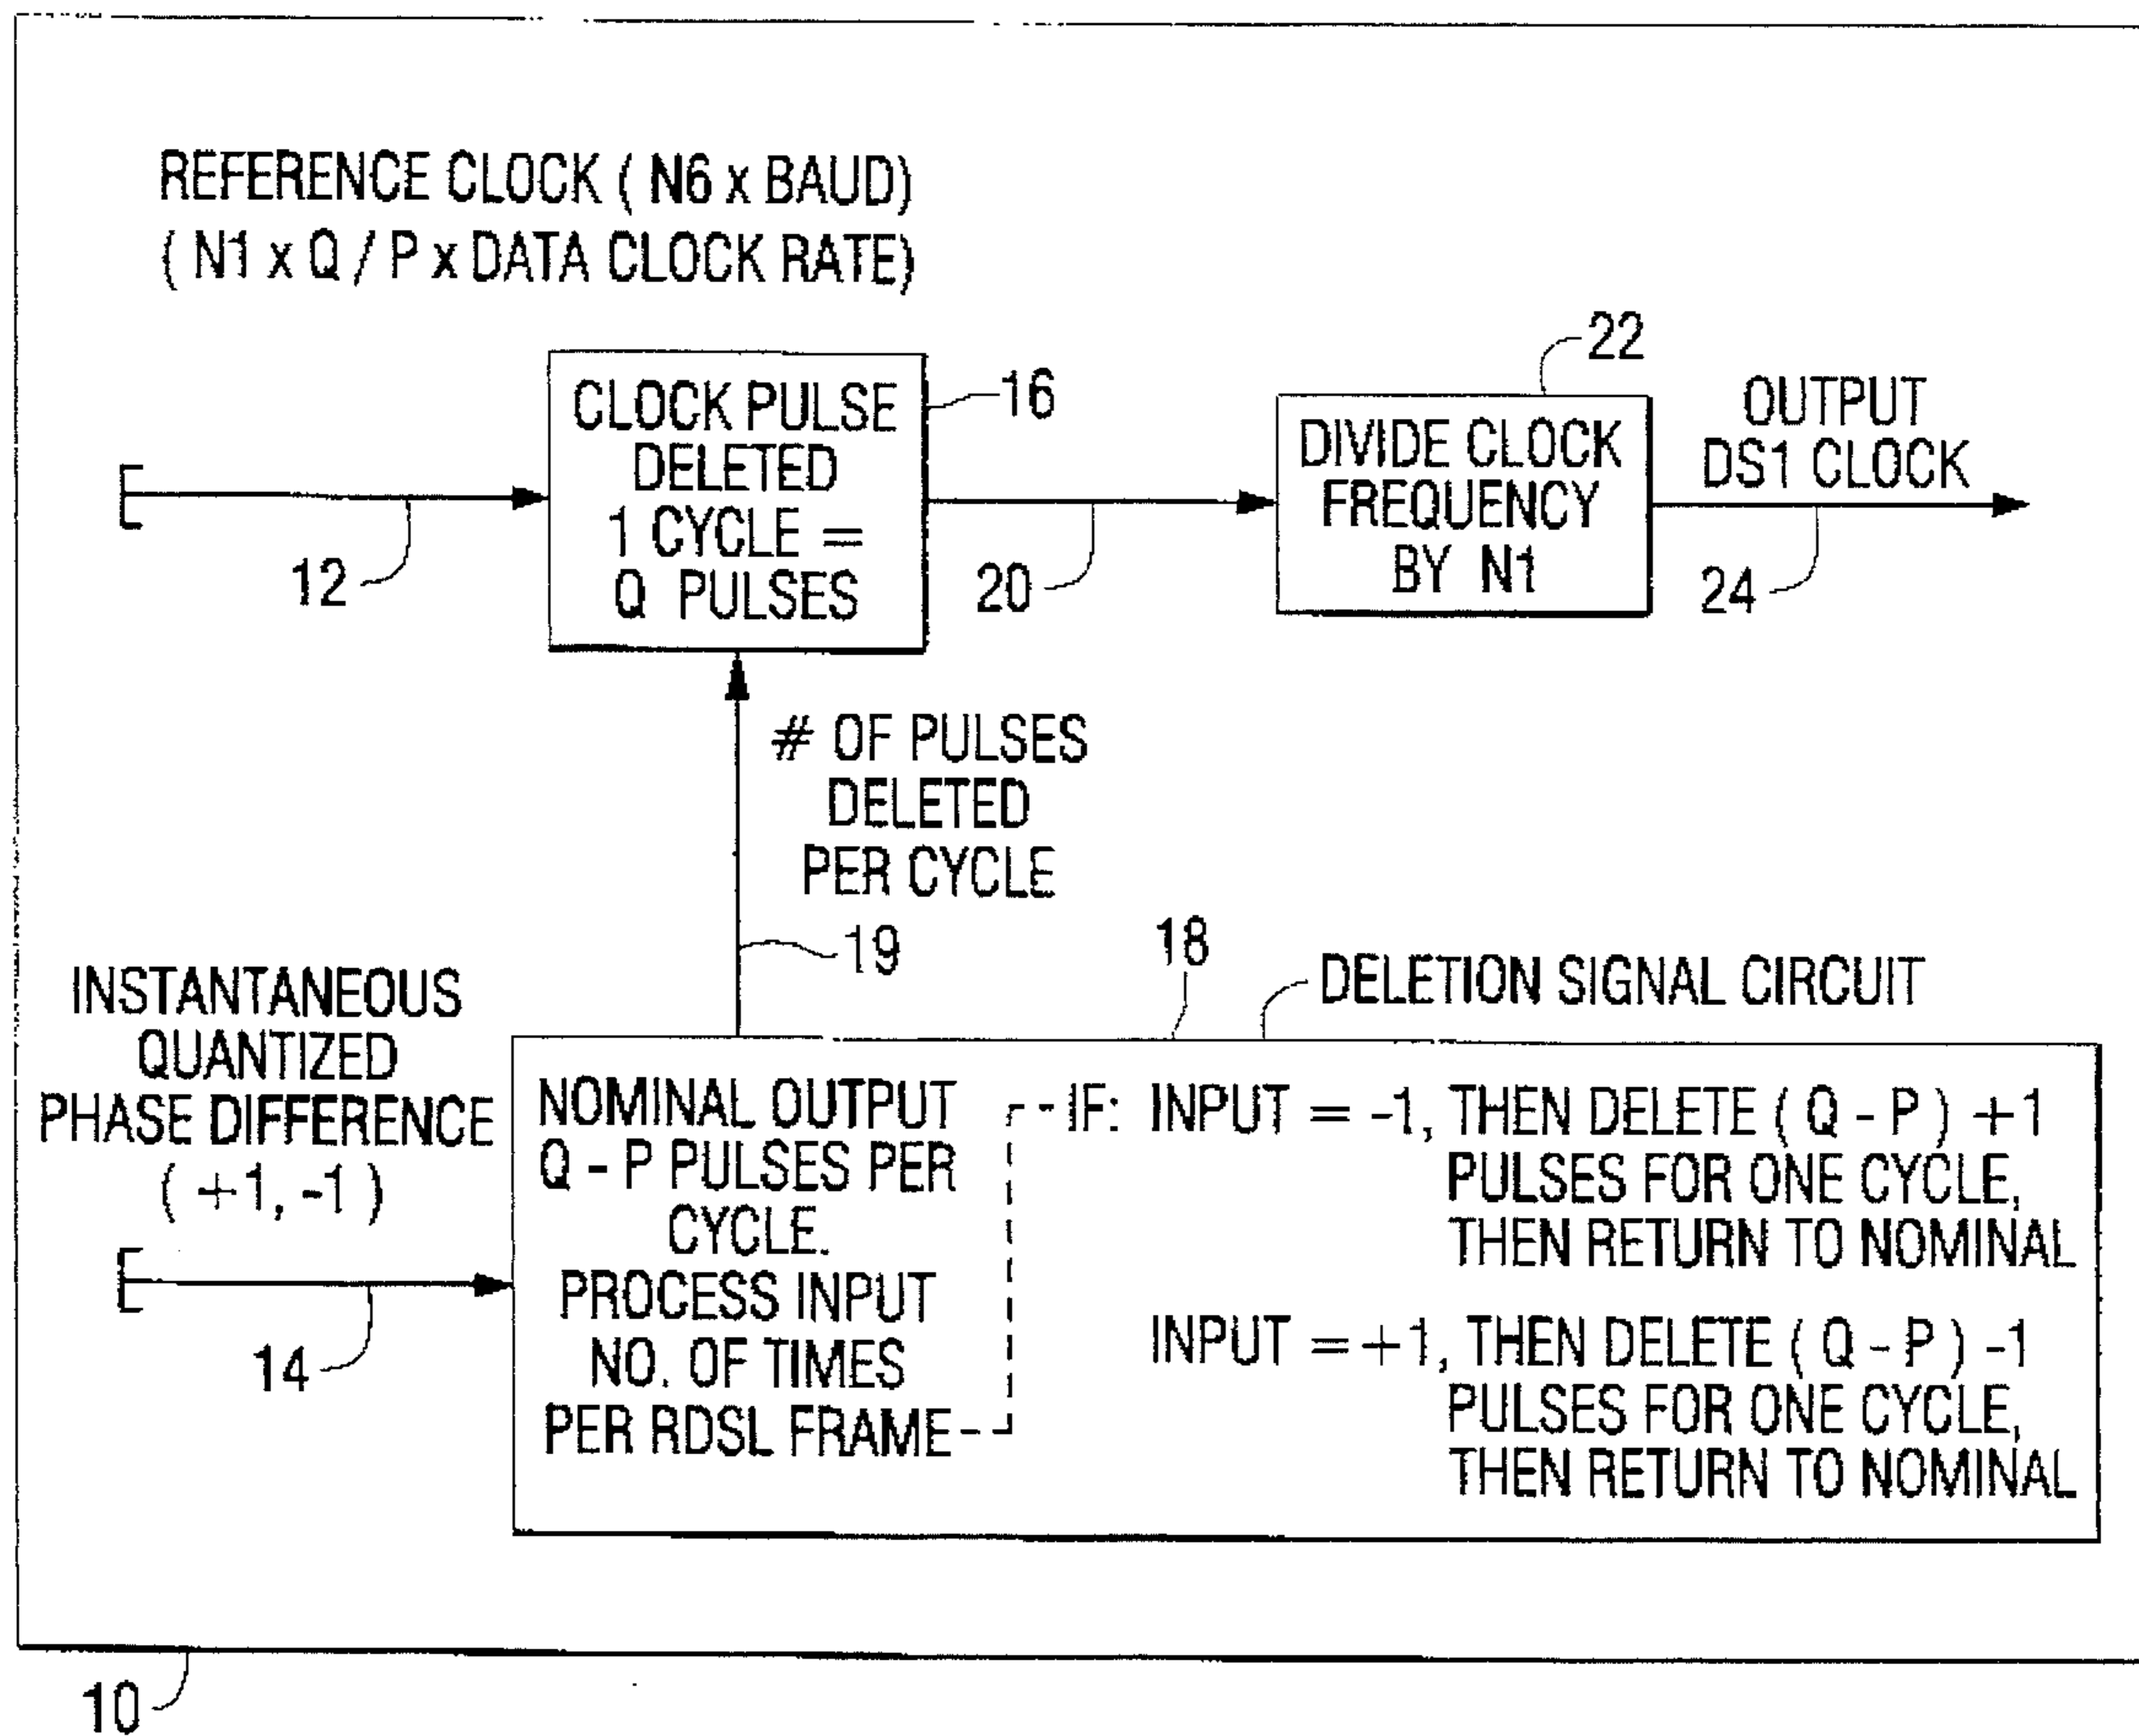 REFERENCE CLOCK ( N6 x BAUD)
( N1 x Q / P x DATA CLOCK RATE)
CLOCK PULSE
DELETED
1 CYCLE =
Q PULSES
16
12
20
22
DIVIDE CLOCK
FREQUENCY
BY N1
OUTPUT
DS1 CLOCK
24
# OF PULSES
DELETED
PER CYCLE
19
18
DELETION SIGNAL CIRCUIT
INSTANTANEOUS
QUANTIZED
PHASE DIFFERENCE
( +1, -1 )
14
NOMINAL OUTPUT
Q - P PULSES PER
CYCLE.
PROCESS INPUT
NO. OF TIMES
PER RDSL FRAME
IF: INPUT = -1, THEN DELETE ( Q - P ) +1
PULSES FOR ONE CYCLE,
THEN RETURN TO NOMINAL
INPUT = +1, THEN DELETE ( Q - P ) -1
PULSES FOR ONE CYCLE,
THEN RETURN TO NOMINAL
10